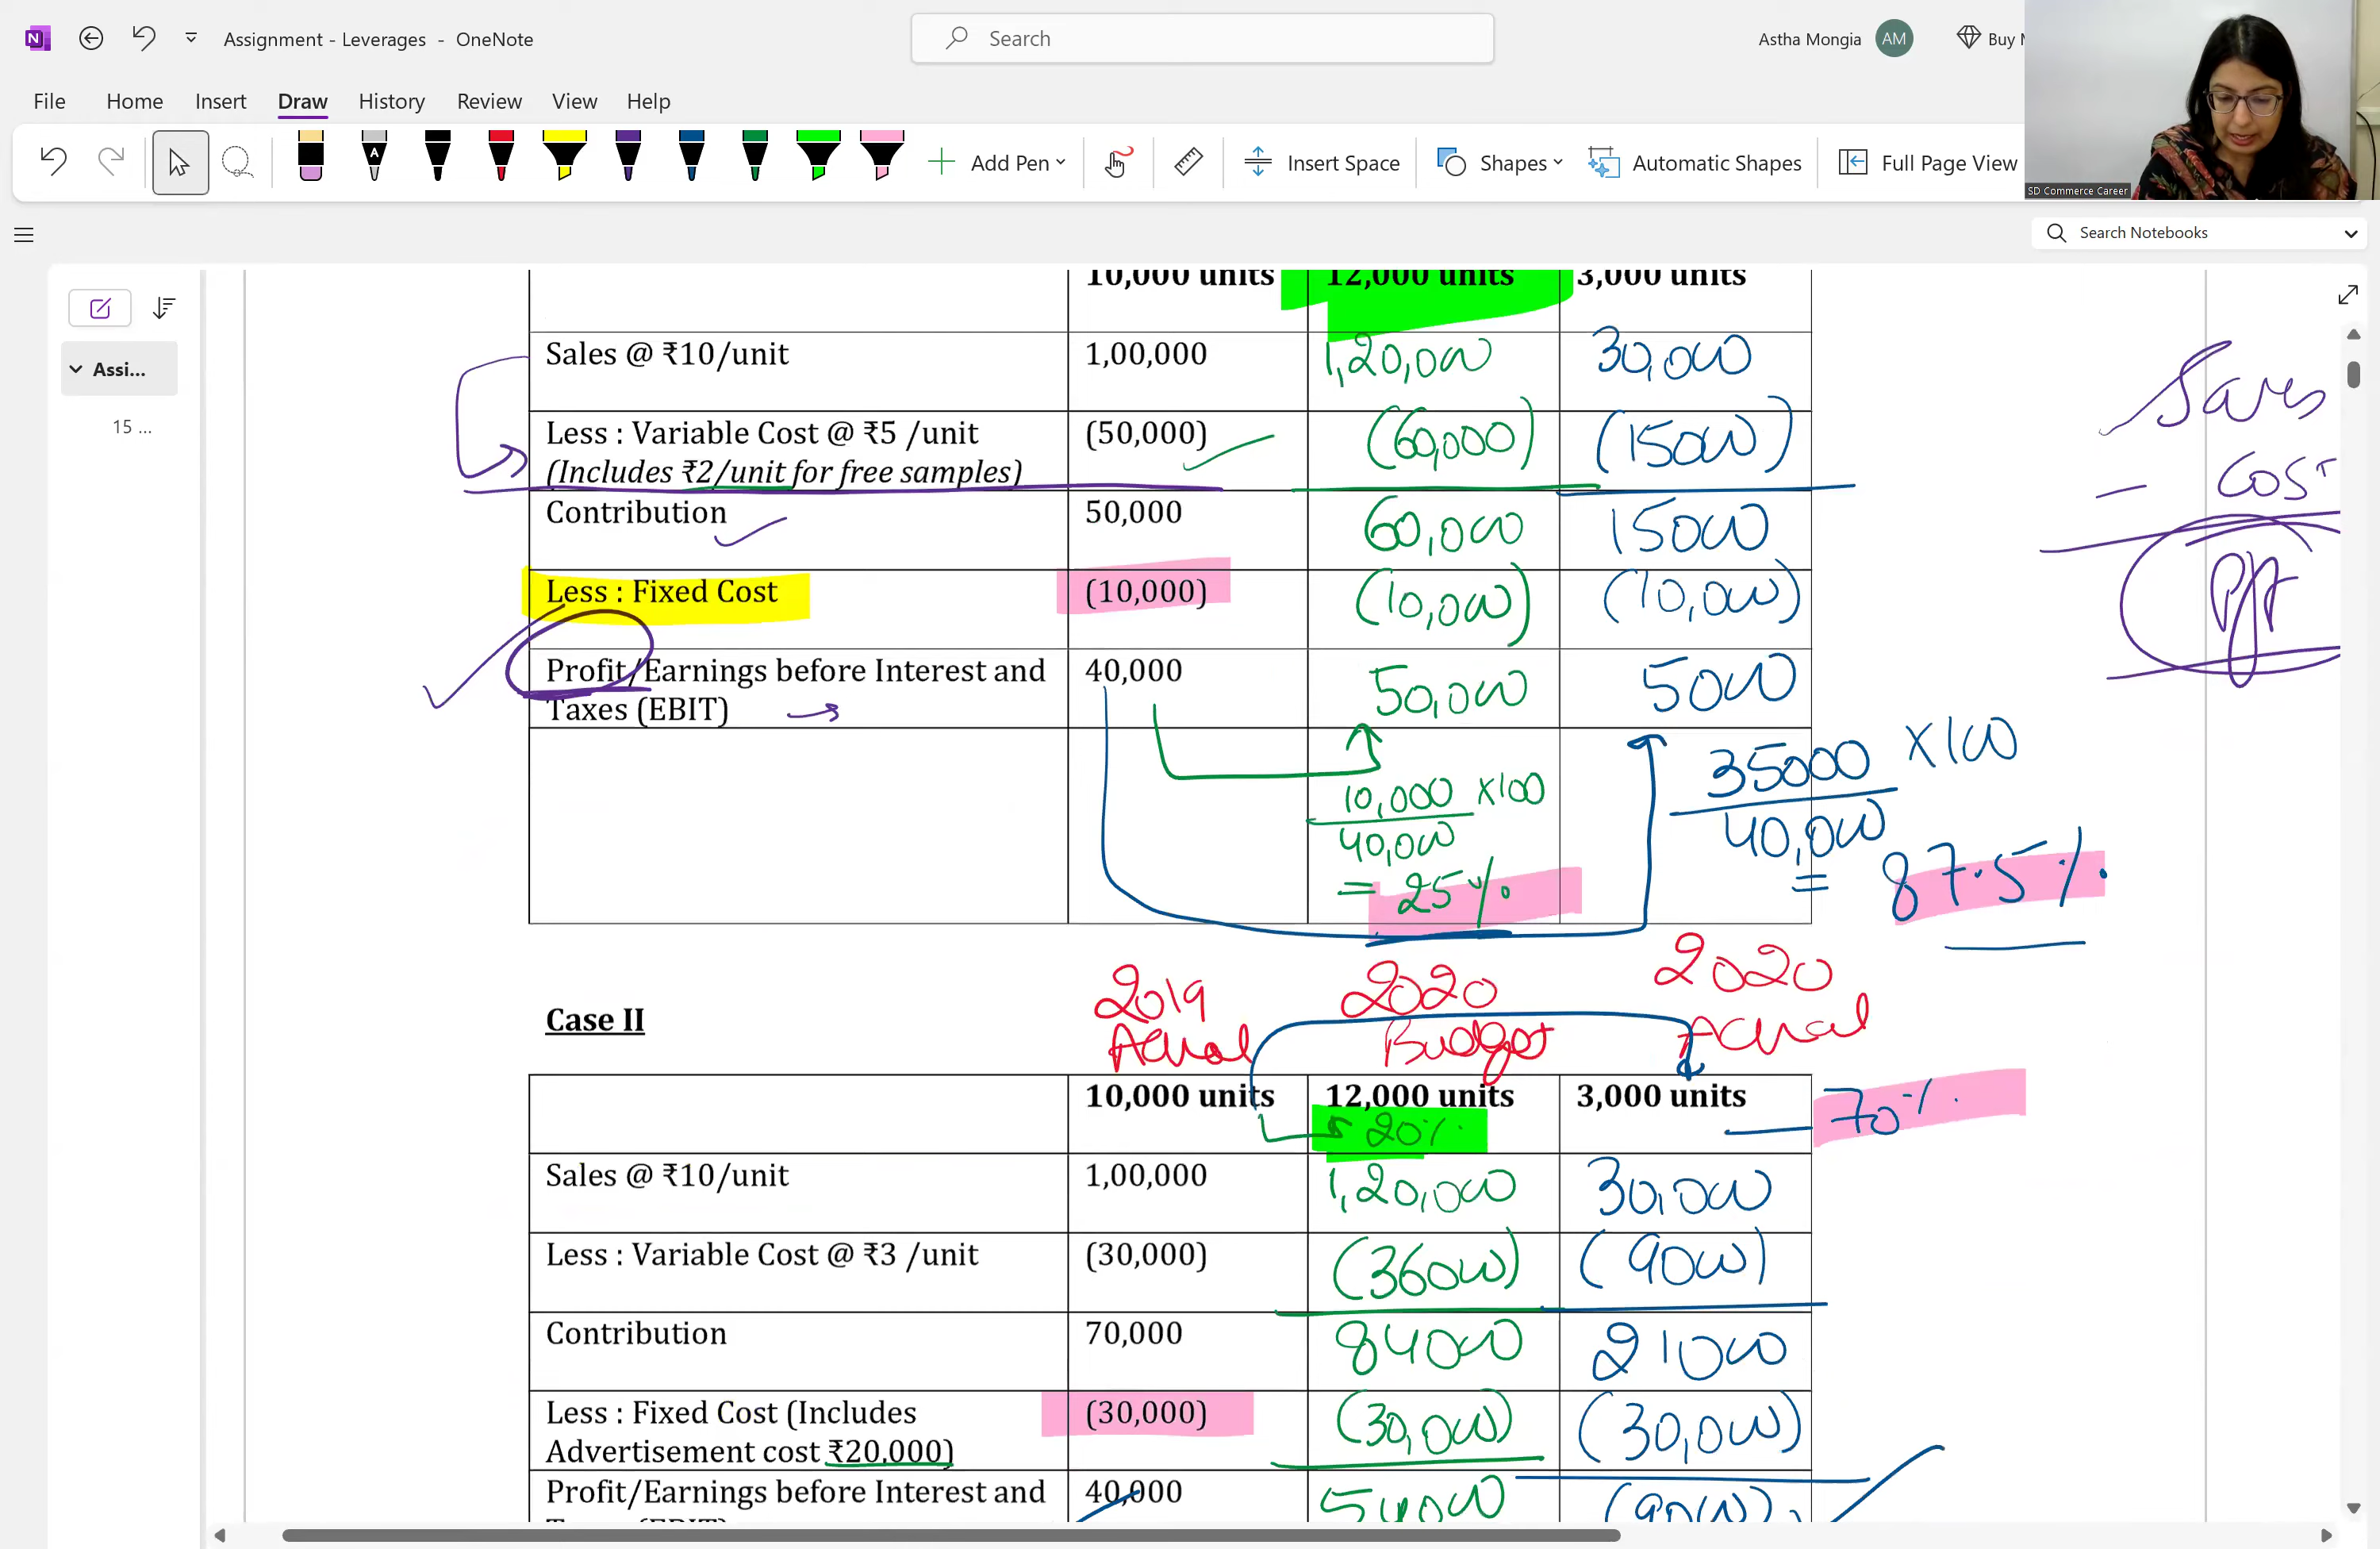 Assignment - Leverages - OneNote
Search
Astha Mongia AM
Buy
File Home Insert Draw History Review View Help
Add Pen Insert Space Shapes Automatic Shapes Full Page View
SD Commerce Career
Search Notebooks
Assi...
15 ...
10,000 units 12,000 units 3,000 units
Sales @ ₹10/unit 1,00,000 1,20,000 30,000
Less : Variable Cost @ ₹5 /unit (50,000) (60,000) (15000)
(Includes ₹2/unit for free samples)
Contribution 50,000 60,000 15000
Less : Fixed Cost (10,000) (10,000) (10,000)
Profit/Earnings before Interest and 40,000 50,000 5000
Taxes (EBIT)
Sales
- Cost
10,000 x100
40,000
= 25%
35000 x100
40,000
= 87.5%
2019 2020 2020
Actual Budget Actual
Case II
10,000 units 12,000 units 3,000 units 70%
20%
Sales @ ₹10/unit 1,00,000 1,20,000 30,000
Less : Variable Cost @ ₹3 /unit (30,000) (36000) (9000)
Contribution 70,000 84000 21000
Less : Fixed Cost (Includes (30,000) (30,000) (30,000)
Advertisement cost ₹20,000)
Profit/Earnings before Interest and 40,000 54000 (9000)